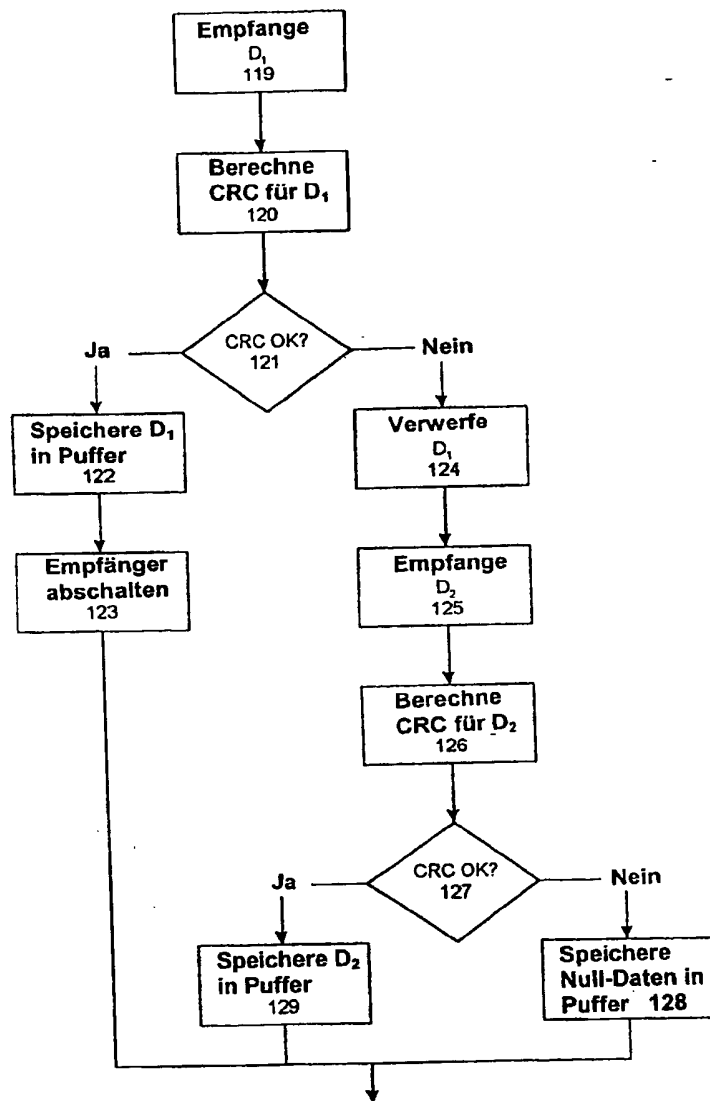 Empfange
D₁
119
Berechne
CRC für D₁
120
CRC OK?
121
Ja
Nein
Speichere D₁
in Puffer
122
Verwerfe
D₁
124
Empfänger
abschalten
123
Empfange
D₂
125
Berechne
CRC für D₂
126
CRC OK?
127
Ja
Nein
Speichere D₂
in Puffer
129
Speichere
Null-Daten in
Puffer 128